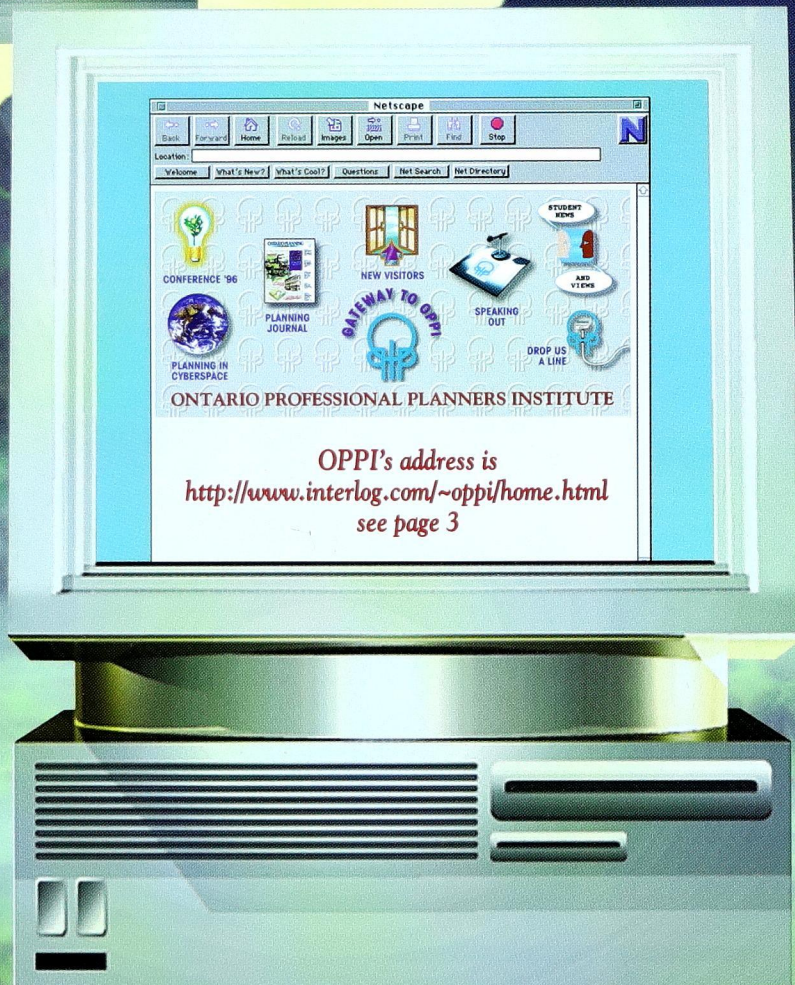 Netscape
Back Forward Home Reload Images Open Print Find Stop
N
Location:
Welcome What's New? What's Cool? Questions Net Search Net Directory
CONFERENCE '96
PLANNING JOURNAL
NEW VISITORS
SPEAKING OUT
STUDENT NEWS
AND VIEWS
PLANNING IN CYBERSPACE
GATEWAY TO OPPI
DROP US A LINE
ONTARIO PROFESSIONAL PLANNERS INSTITUTE
OPPI's address is
http://www.interlog.com/~oppi/home.html
see page 3